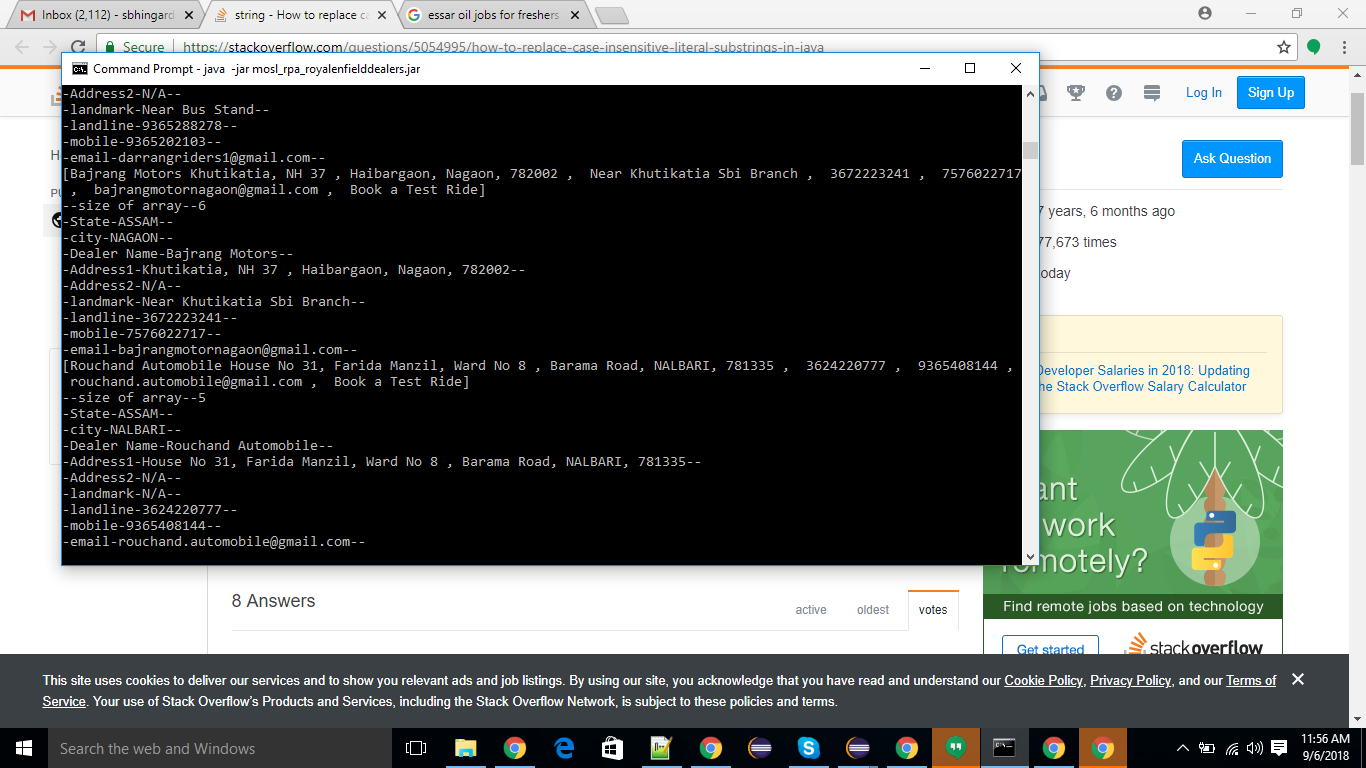 Inbox (2,112) - sbhingard
string - How to replace ca
essar oil jobs for freshers
Secure
https://stackoverflow.com/questions/5054995/how-to-replace-case-insensitive-literal-substrings-in-java
Command Prompt - java  -jar mosl_rpa_royalenfielddealers.jar
-Address2-N/A--
-landmark-Near Bus Stand--
-landline-9365288278--
-mobile-9365202103--
-email-darrangriders1@gmail.com--
[Bajrang Motors Khutikatia, NH 37 , Haibargaon, Nagaon, 782002 ,  Near Khutikatia Sbi Branch ,  3672223241 ,  7576022717
 ,  bajrangmotornagaon@gmail.com ,  Book a Test Ride]
--size of array--6
-State-ASSAM--
-city-NAGAON--
-Dealer Name-Bajrang Motors--
-Address1-Khutikatia, NH 37 , Haibargaon, Nagaon, 782002--
-Address2-N/A--
-landmark-Near Khutikatia Sbi Branch--
-landline-3672223241--
-mobile-7576022717--
-email-bajrangmotornagaon@gmail.com--
[Rouchand Automobile House No 31, Farida Manzil, Ward No 8 , Barama Road, NALBARI, 781335 ,  3624220777 ,  9365408144 ,
 rouchand.automobile@gmail.com ,  Book a Test Ride]
--size of array--5
-State-ASSAM--
-city-NALBARI--
-Dealer Name-Rouchand Automobile--
-Address1-House No 31, Farida Manzil, Ward No 8 , Barama Road, NALBARI, 781335--
-Address2-N/A--
-landmark-N/A--
-landline-3624220777--
-mobile-9365408144--
-email-rouchand.automobile@gmail.com--
Log In
Sign Up
Ask Question
7 years, 6 months ago
77,673 times
oday
Developer Salaries in 2018: Updating
he Stack Overflow Salary Calculator
ant
work
motely?
Find remote jobs based on technology
Get started
stackoverflow
8 Answers
active
oldest
votes
This site uses cookies to deliver our services and to show you relevant ads and job listings. By using our site, you acknowledge that you have read and understand our Cookie Policy, Privacy Policy, and our Terms of
Service. Your use of Stack Overflow's Products and Services, including the Stack Overflow Network, is subject to these policies and terms.
Search the web and Windows
11:56 AM
9/6/2018